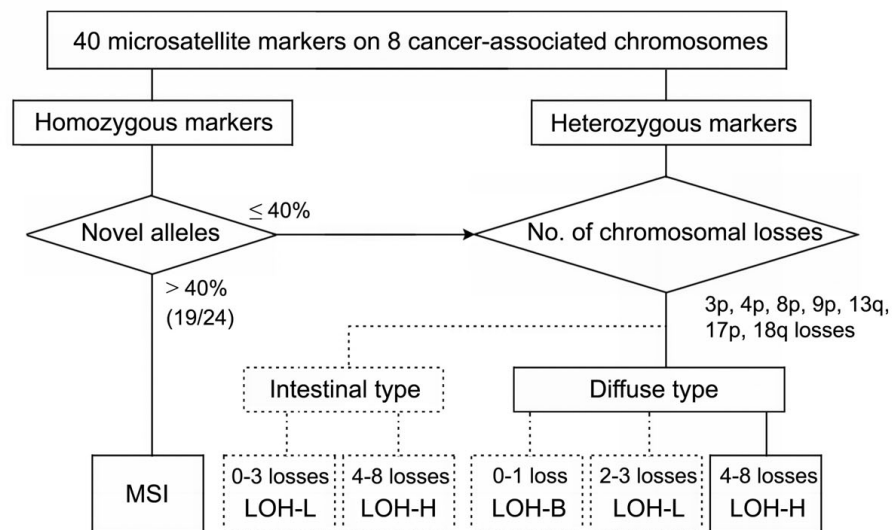 40 microsatellite markers on 8 cancer-associated chromosomes
Homozygous markers
Heterozygous markers
Novel alleles
≤ 40%
No. of chromosomal losses
> 40%
(19/24)
3p, 4p, 8p, 9p, 13q,
17p, 18q losses
Intestinal type
Diffuse type
MSI
0-3 losses
LOH-L
4-8 losses
LOH-H
0-1 loss
LOH-B
2-3 losses
LOH-L
4-8 losses
LOH-H